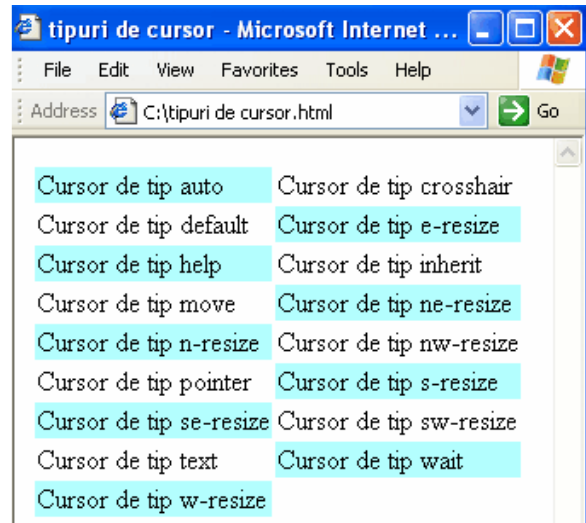 tipuri de cursor - Microsoft Internet ...
File Edit View Favorites Tools Help
Address C:\tipuri de cursor.html Go
Cursor de tip auto Cursor de tip crosshair
Cursor de tip default Cursor de tip e-resize
Cursor de tip help Cursor de tip inherit
Cursor de tip move Cursor de tip ne-resize
Cursor de tip n-resize Cursor de tip nw-resize
Cursor de tip pointer Cursor de tip s-resize
Cursor de tip se-resize Cursor de tip sw-resize
Cursor de tip text Cursor de tip wait
Cursor de tip w-resize